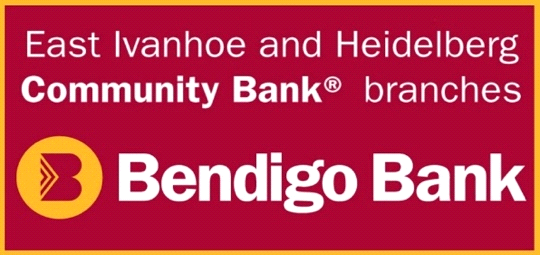 East Ivanhoe and Heidelberg
Community Bank® branches
Bendigo Bank